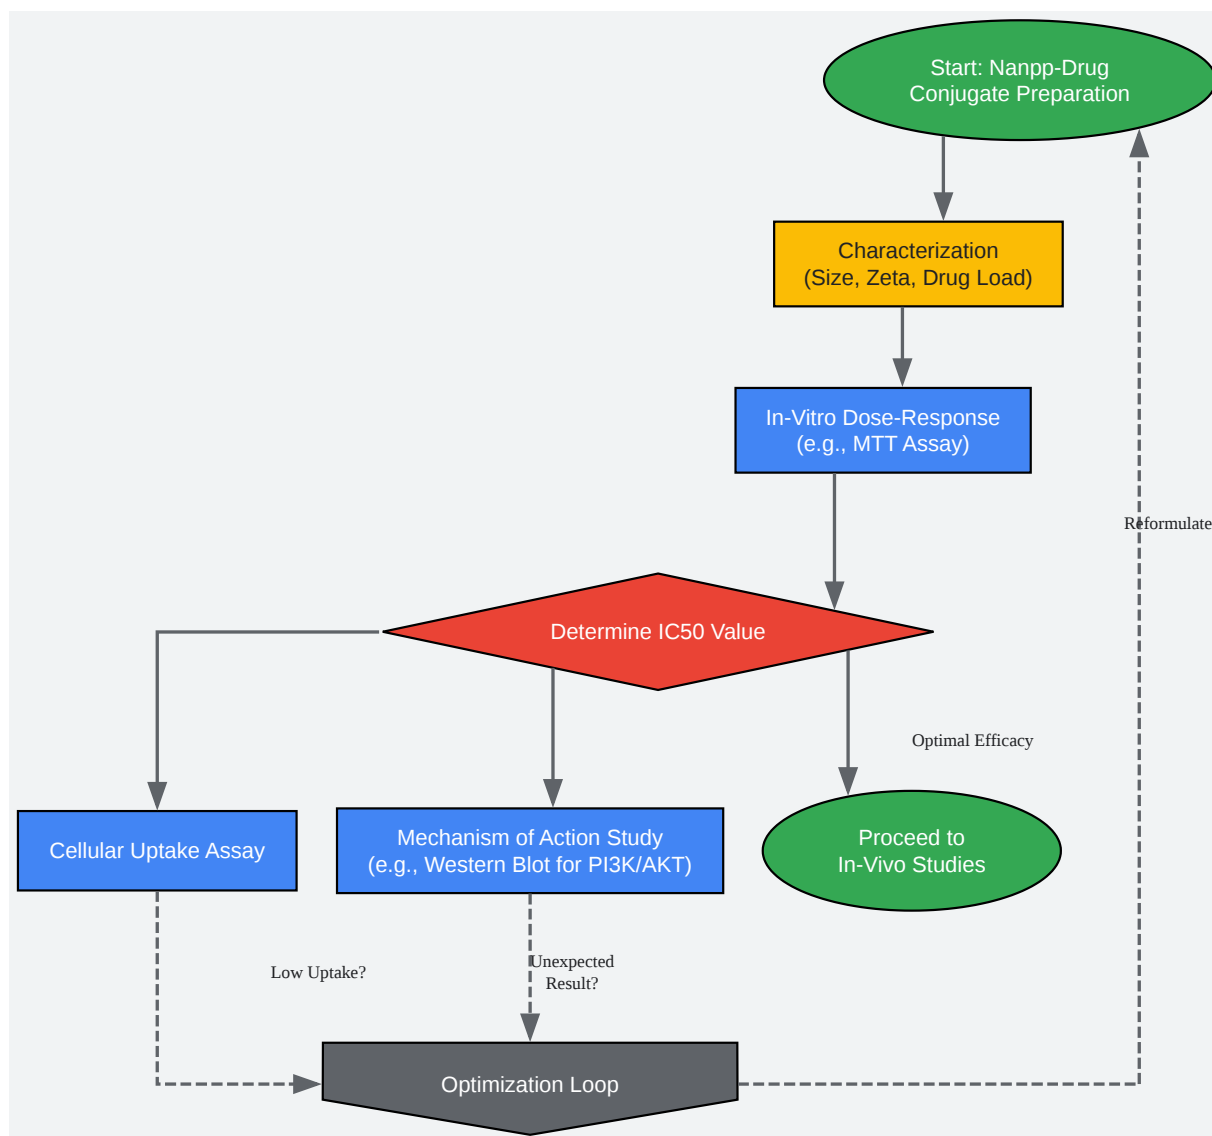 Start: Nanpp-Drug
Conjugate Preparation
Characterization
(Size, Zeta, Drug Load)
In-Vitro Dose-Response
(e.g., MTT Assay)
Reformulate
Determine IC50 Value
Optimal Efficacy
Cellular Uptake Assay
Mechanism of Action Study
(e.g., Western Blot for PI3K/AKT)
Proceed to
In-Vivo Studies
Low Uptake?
Unexpected
Result?
Optimization Loop